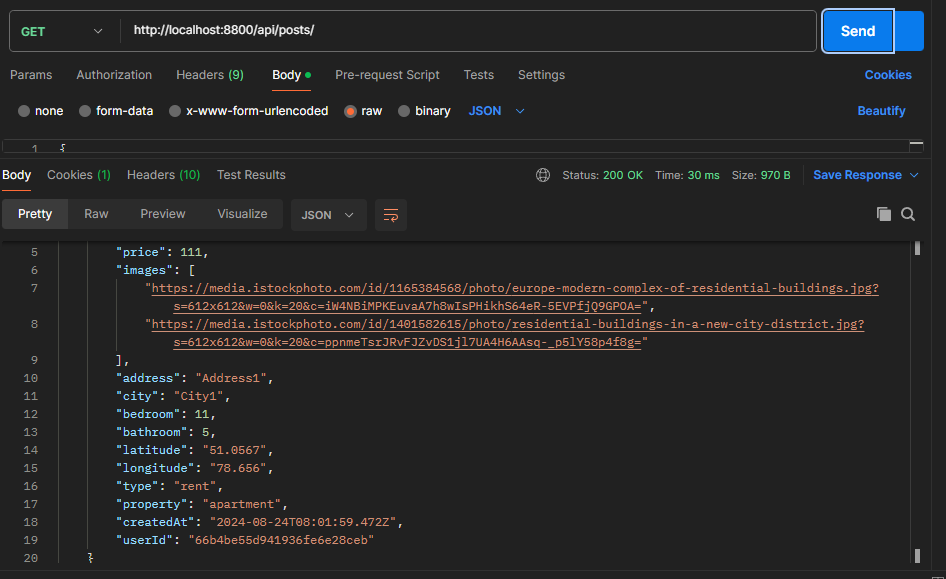 GET http://localhost:8800/api/posts/ Send
Params Authorization Headers (9) Body Pre-request Script Tests Settings Cookies
none form-data x-www-form-urlencoded raw binary JSON Beautify
1 {
Body Cookies (1) Headers (10) Test Results Status: 200 OK Time: 30 ms Size: 970 B Save Response
Pretty Raw Preview Visualize JSON
5 "price": 111,
6 "images": [
7 "https://media.istockphoto.com/id/1165384568/photo/europe-modern-complex-of-residential-buildings.jpg?
s=612x612&w=0&k=20&c=iW4NBiMPKEuvaA7h8wIsPHikhS64eR-5EVPfjQ9GPOA=",
8 "https://media.istockphoto.com/id/1401582615/photo/residential-buildings-in-a-new-city-district.jpg?
s=612x612&w=0&k=20&c=ppnmeTsrJRvFJZvDS1jl7UA4H6AAsq-_p5lY58p4f8g="
9 ],
10 "address": "Address1",
11 "city": "City1",
12 "bedroom": 11,
13 "bathroom": 5,
14 "latitude": "51.0567",
15 "longitude": "78.656",
16 "type": "rent",
17 "property": "apartment",
18 "createdAt": "2024-08-24T08:01:59.472Z",
19 "userId": "66b4be55d941936fe6e28ceb"
20 }